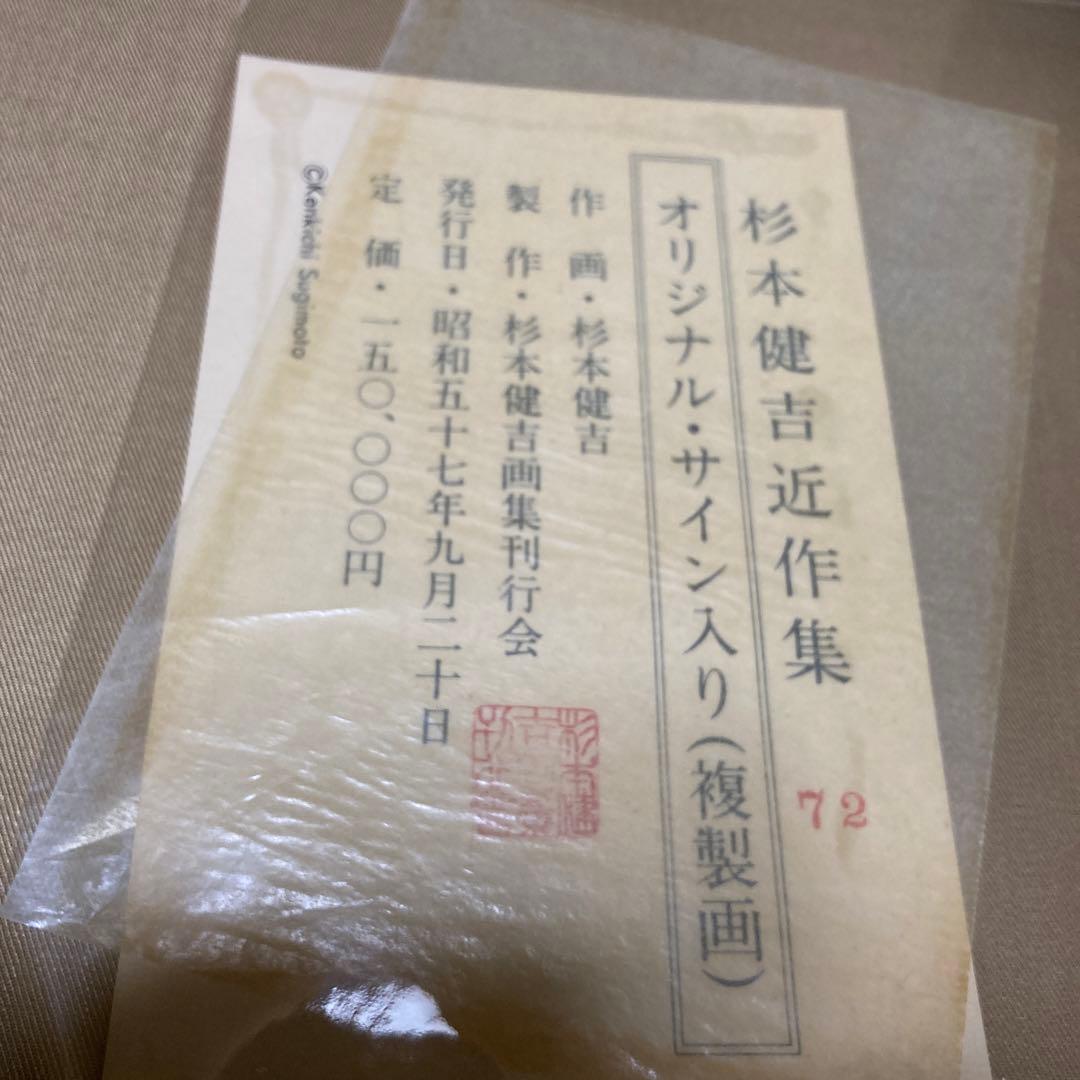 杉本健吉近作集
72
オリジナル・サイン入り(複製画)
作画・杉本健吉
製作・杉本健吉画集刊行会
発行日・昭和五十七年九月二十日
定価・一五〇、〇〇〇円
©Kenkichi Sugimoto